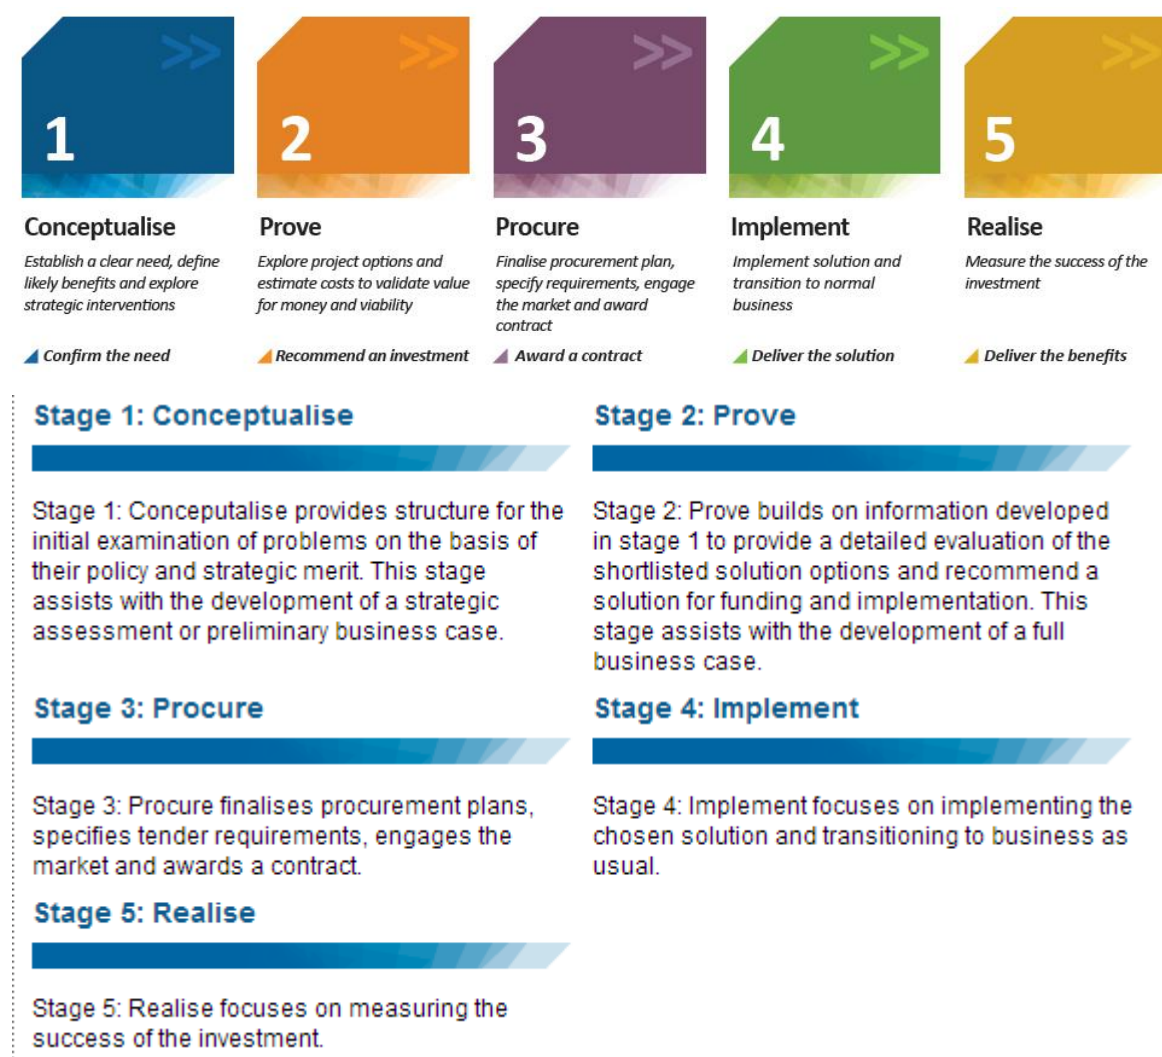 1
Conceptualise
Establish a clear need, define
likely benefits and explore
strategic interventions
Confirm the need
2
Prove
Explore project options and
estimate costs to validate value
for money and viability
Recommend an investment
3
Procure
Finalise procurement plan,
specify requirements, engage
the market and award
contract
Award a contract
4
Implement
Implement solution and
transition to normal
business
Deliver the solution
5
Realise
Measure the success of the
investment
Deliver the benefits
Stage 1: Conceptualise
Stage 1: Conceputalise provides structure for the
initial examination of problems on the basis of
their policy and strategic merit. This stage
assists with the development of a strategic
assessment or preliminary business case.
Stage 2: Prove
Stage 2: Prove builds on information developed
in stage 1 to provide a detailed evaluation of the
shortlisted solution options and recommend a
solution for funding and implementation. This
stage assists with the development of a full
business case.
Stage 3: Procure
Stage 3: Procure finalises procurement plans,
specifies tender requirements, engages the
market and awards a contract.
Stage 4: Implement
Stage 4: Implement focuses on implementing the
chosen solution and transitioning to business as
usual.
Stage 5: Realise
Stage 5: Realise focuses on measuring the
success of the investment.